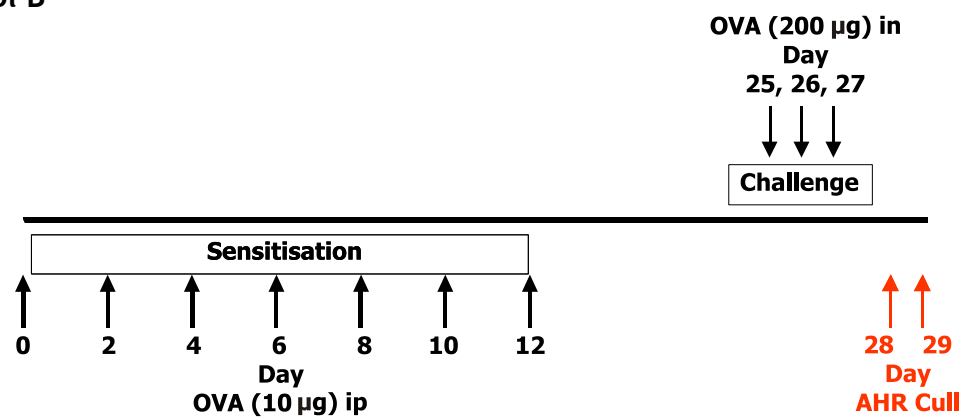 OVA (200 µg) in
Day
25, 26, 27
Challenge
Sensitisation
0 2 4 6 8 10 12
Day
OVA (10 µg) ip
28 29
Day
AHR Cull